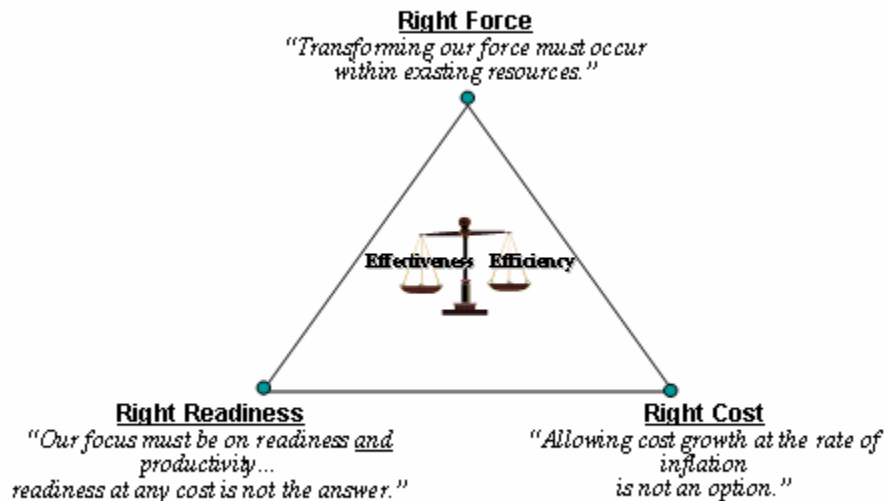 Right Force
“Transforming our force must occur
within existing resources.”
Effectiveness Efficiency
Right Readiness
“Our focus must be on readiness and
productivity...
readiness at any cost is not the answer.”
Right Cost
“Allowing cost growth at the rate of
inflation
is not an option.”